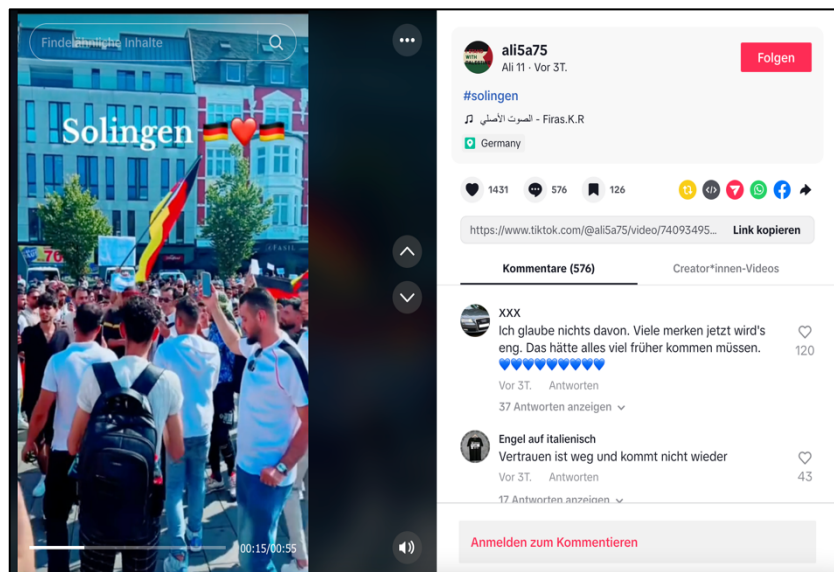 Finde ähnliche Inhalte
Solingen 🇩🇪❤️🇩🇪
00:15/00:55
ali5a75
Ali 11 · Vor 3T.
Folgen
#solingen
الصوت الأصلي - Firas.K.R
Germany
1431
576
126
https://www.tiktok.com/@ali5a75/video/74093495...
Link kopieren
Kommentare (576)
Creator*innen-Videos
XXX
Ich glaube nichts davon. Viele merken jetzt wird's
eng. Das hätte alles viel früher kommen müssen.
💙💙💙💙💙💙💙💙💙💙
120
Vor 3T. Antworten
37 Antworten anzeigen
Engel auf italienisch
Vertrauen ist weg und kommt nicht wieder
43
Vor 3T. Antworten
17 Antworten anzeigen
Anmelden zum Kommentieren